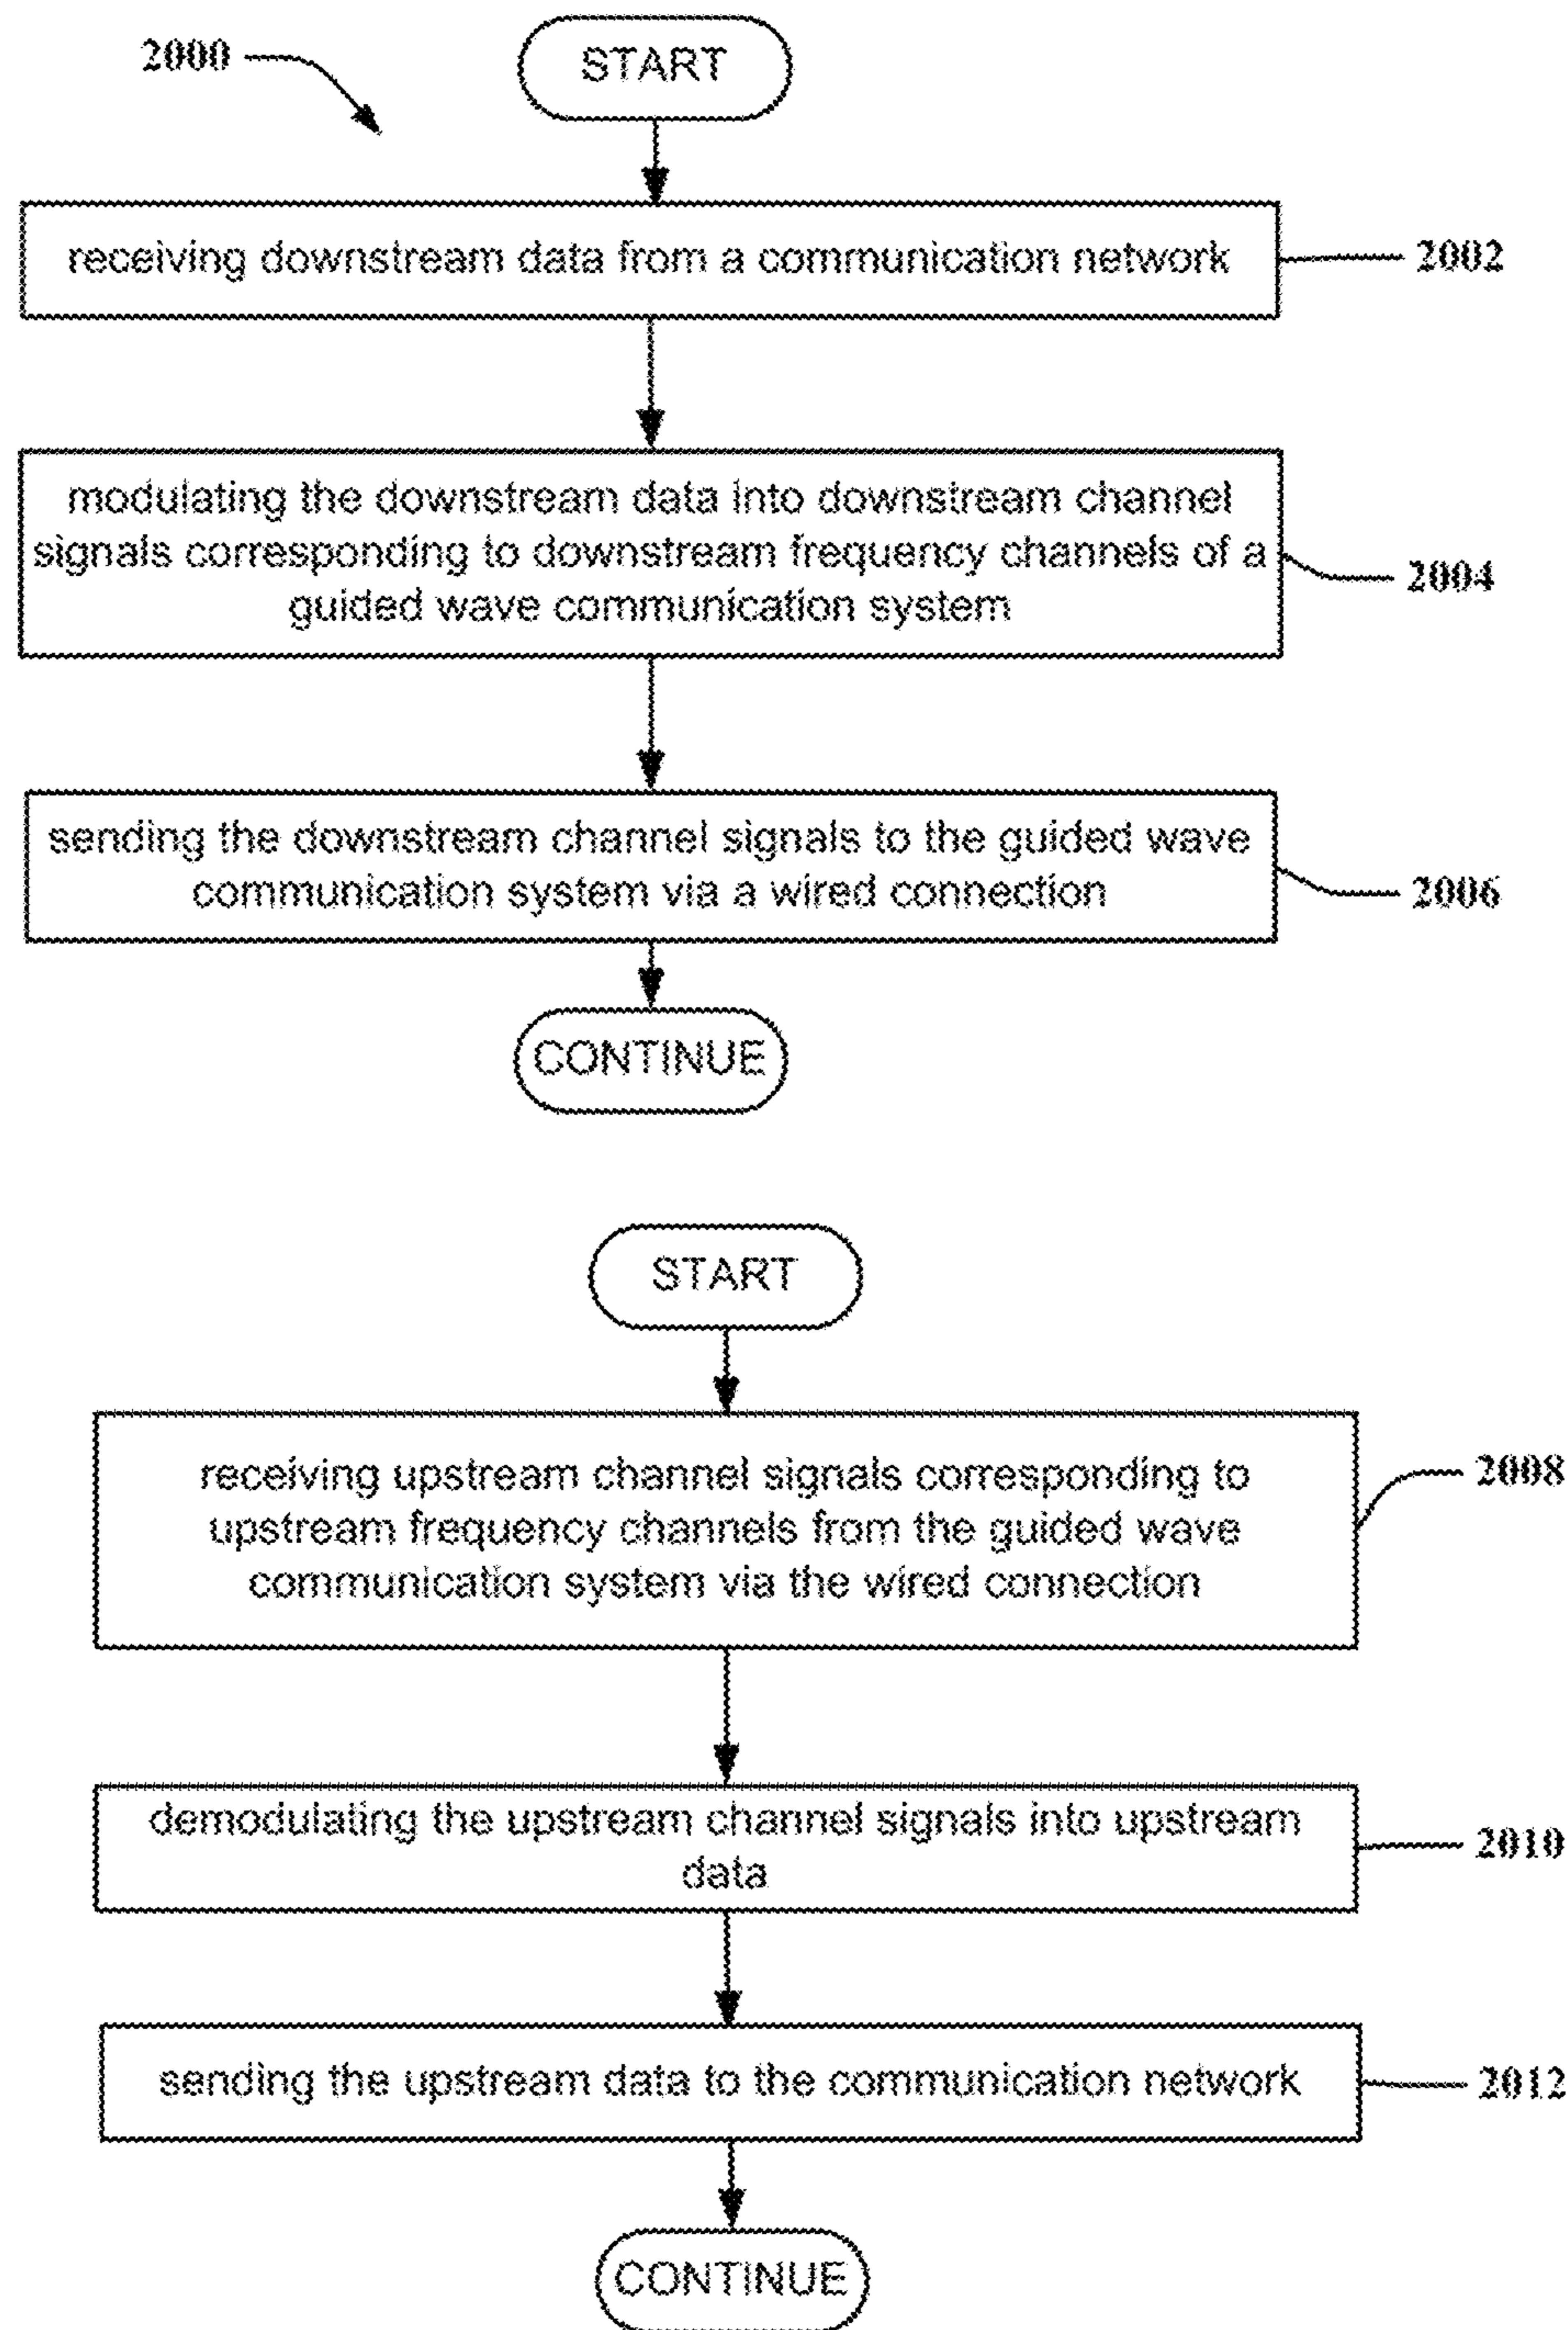 2000
START
receiving downstream data from a communication network
2002
modulating the downstream data into downstream channel
signals corresponding to downstream frequency channels of a
guided wave communication system
2004
sending the downstream channel signals to the guided wave
communication system via a wired connection
2006
CONTINUE
START
receiving upstream channel signals corresponding to
upstream frequency channels from the guided wave
communication system via the wired connection
2008
demodulating the upstream channel signals into upstream
data
2010
sending the upstream data to the communication network
2012
CONTINUE